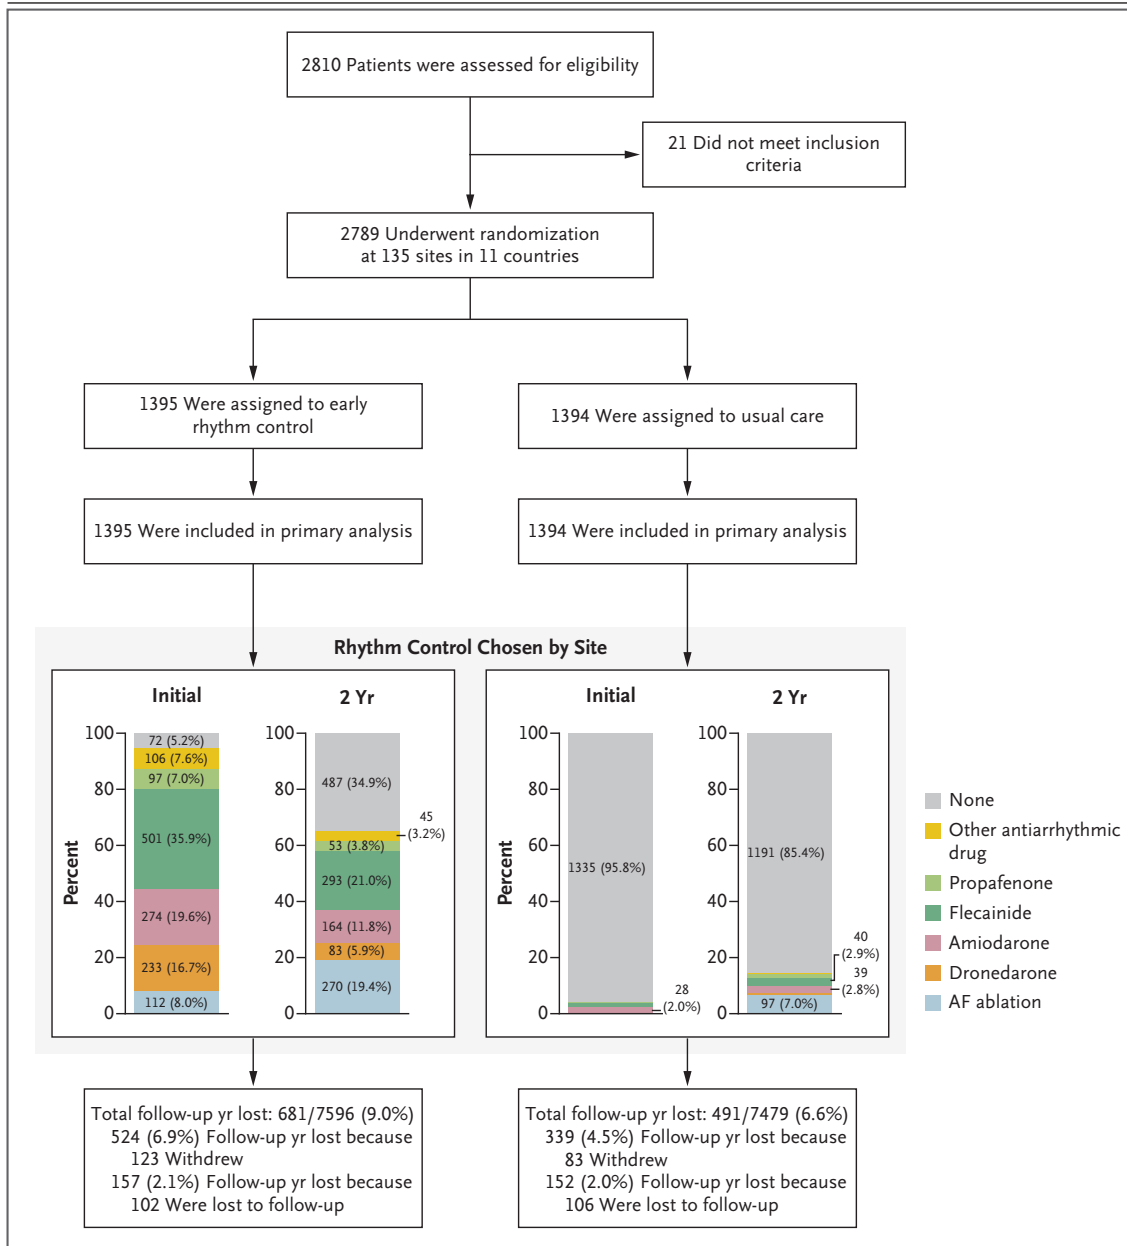 2810 Patients were assessed for eligibility
21 Did not meet inclusion
criteria
2789 Underwent randomization
at 135 sites in 11 countries
1395 Were assigned to early
rhythm control
1394 Were assigned to usual care
1395 Were included in primary analysis
1394 Were included in primary analysis
Rhythm Control Chosen by Site
Initial
2 Yr
Percent
100
80
60
40
20
0
72 (5.2%)
106 (7.6%)
97 (7.0%)
501 (35.9%)
274 (19.6%)
233 (16.7%)
112 (8.0%)
100
80
60
40
20
0
487 (34.9%)
45
(3.2%)
53 (3.8%)
293 (21.0%)
164 (11.8%)
83 (5.9%)
270 (19.4%)
Initial
2 Yr
Percent
100
80
60
40
20
0
1335 (95.8%)
28
(2.0%)
100
80
60
40
20
0
1191 (85.4%)
40
(2.9%)
39
(2.8%)
97 (7.0%)
None
Other antiarrhythmic
drug
Propafenone
Flecainide
Amiodarone
Dronedarone
AF ablation
Total follow-up yr lost: 681/7596 (9.0%)
524 (6.9%) Follow-up yr lost because
123 Withdrew
157 (2.1%) Follow-up yr lost because
102 Were lost to follow-up
Total follow-up yr lost: 491/7479 (6.6%)
339 (4.5%) Follow-up yr lost because
83 Withdrew
152 (2.0%) Follow-up yr lost because
106 Were lost to follow-up